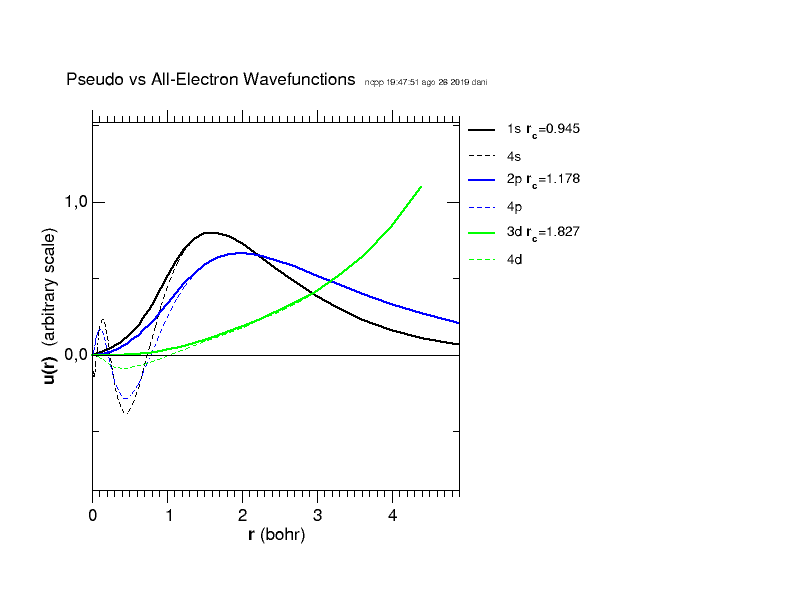 Pseudo vs All-Electron Wavefunctions ncpp 19:47:51 ago 26 2019 dani
1s rc=0.945
4s
2p rc=1.178
4p
3d rc=1.827
4d
1,0
0,0
u(r) (arbitrary scale)
0 1 2 3 4
r (bohr)